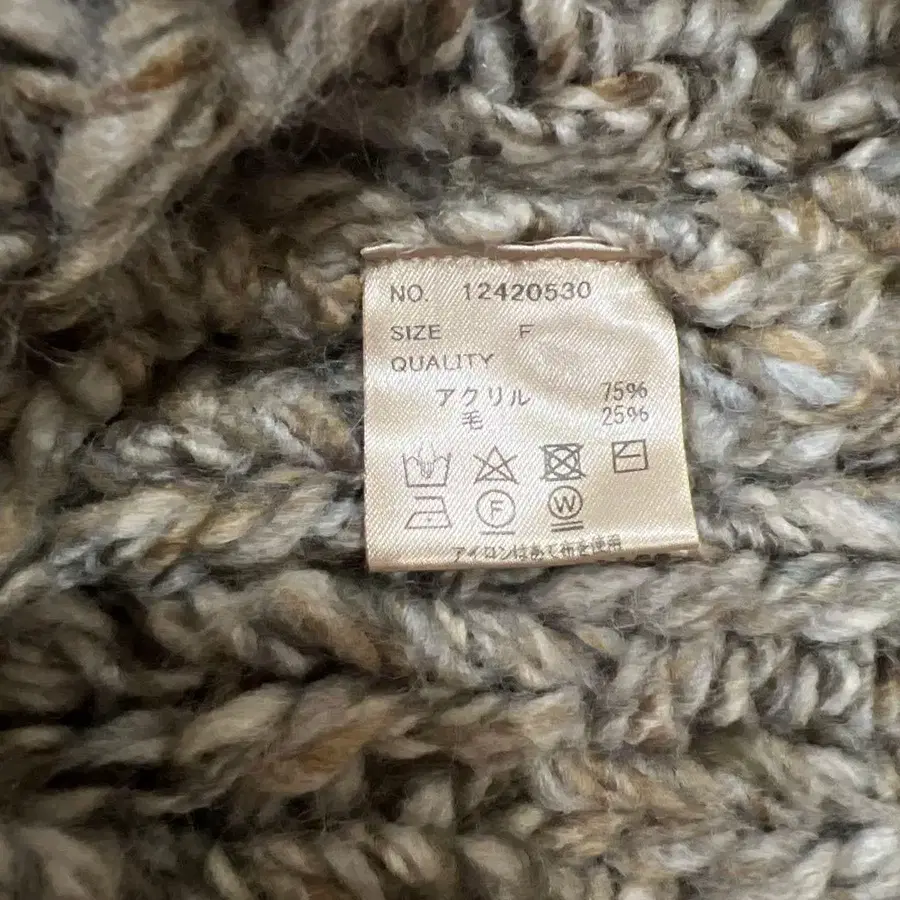 NO. 12420530
SIZE F
QUALITY
アクリル 75%
毛 25%
F W
アイロンはあて布を使用